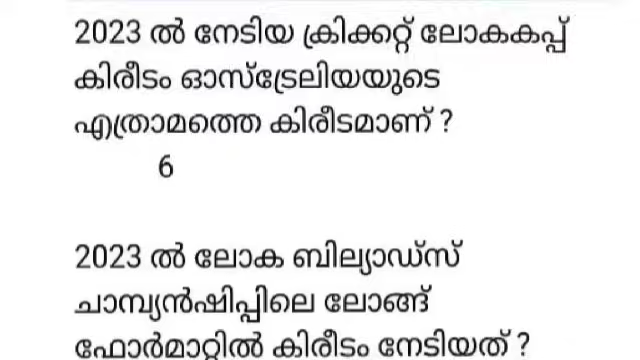 2023 ൽ നേടിയ ക്രിക്കറ്റ് ലോകകപ്പ്
കിരീടം ഓസ്ട്രേലിയയുടെ
എത്രാമത്തെ കിരീടമാണ് ?
6
2023 ൽ ലോക ബില്യാഡ്സ്
ചാമ്പ്യൻഷിപ്പിലെ ലോങ്ങ്
ഫോർമാറ്റിൽ കിരീടം നേടിയത് ?